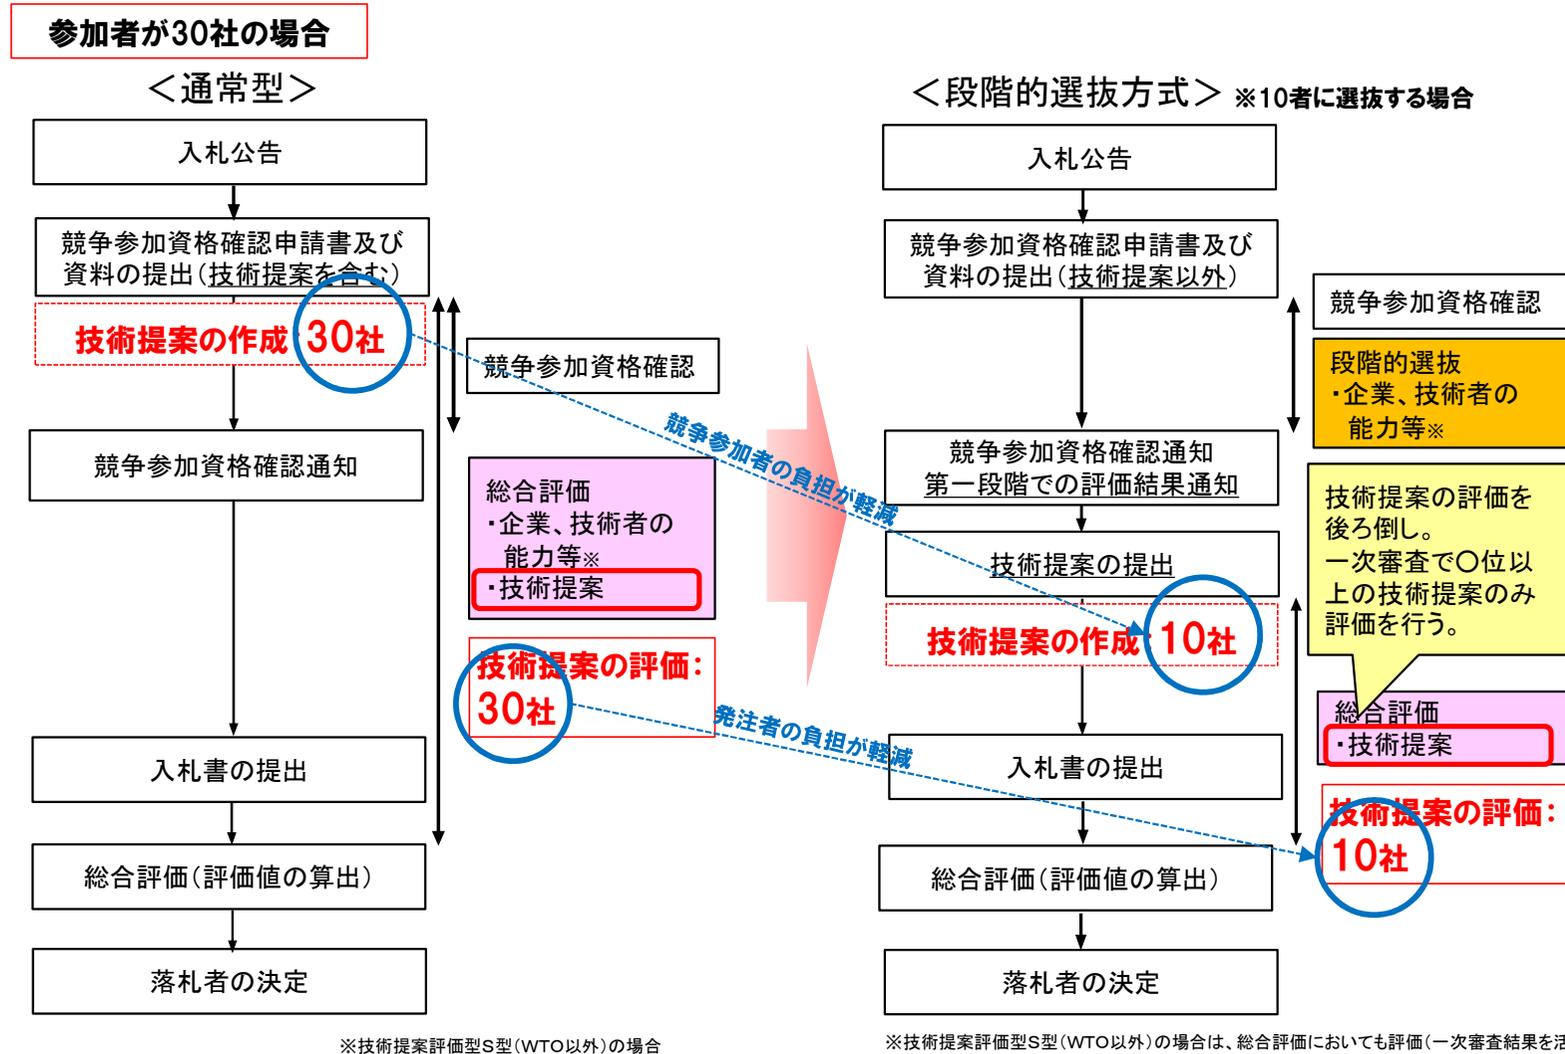 参加者が30社の場合
＜通常型＞
入札公告
競争参加資格確認申請書及び
資料の提出（技術提案を含む）
技術提案の作成：30社
競争参加資格確認
競争参加資格確認通知
総合評価
・企業、技術者の
能力等※
・技術提案
技術提案の評価：
30社
入札書の提出
総合評価（評価値の算出）
落札者の決定
※技術提案評価型Ｓ型（ＷＴＯ以外）の場合
競争参加者の負担が軽減
発注者の負担が軽減
＜段階的選抜方式＞ ※10者に選抜する場合
入札公告
競争参加資格確認申請書及び
資料の提出（技術提案以外）
競争参加資格確認
段階的選抜
・企業、技術者の
能力等※
競争参加資格確認通知
第一段階での評価結果通知
技術提案の提出
技術提案の作成：10社
技術提案の評価を
後ろ倒し。
一次審査で〇位以
上の技術提案のみ
評価を行う。
総合評価
・技術提案
技術提案の評価：
10社
入札書の提出
総合評価（評価値の算出）
落札者の決定
※技術提案評価型Ｓ型（ＷＴＯ以外）の場合は、総合評価においても評価（一次審査結果を活